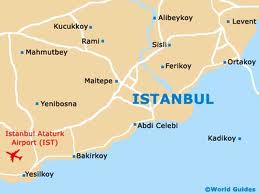 Alibeykoy
Kucukkoy
Levent
Rami
Sisli
Mahmutbey
Ortakoy
Ferikoy
Maltepe
Yenibosna
ISTANBUL
Abdi Celebi
Istanbul Ataturk
Airport (IST)
Kadikoy
Bakirkoy
Yesilkoy
©World Guides